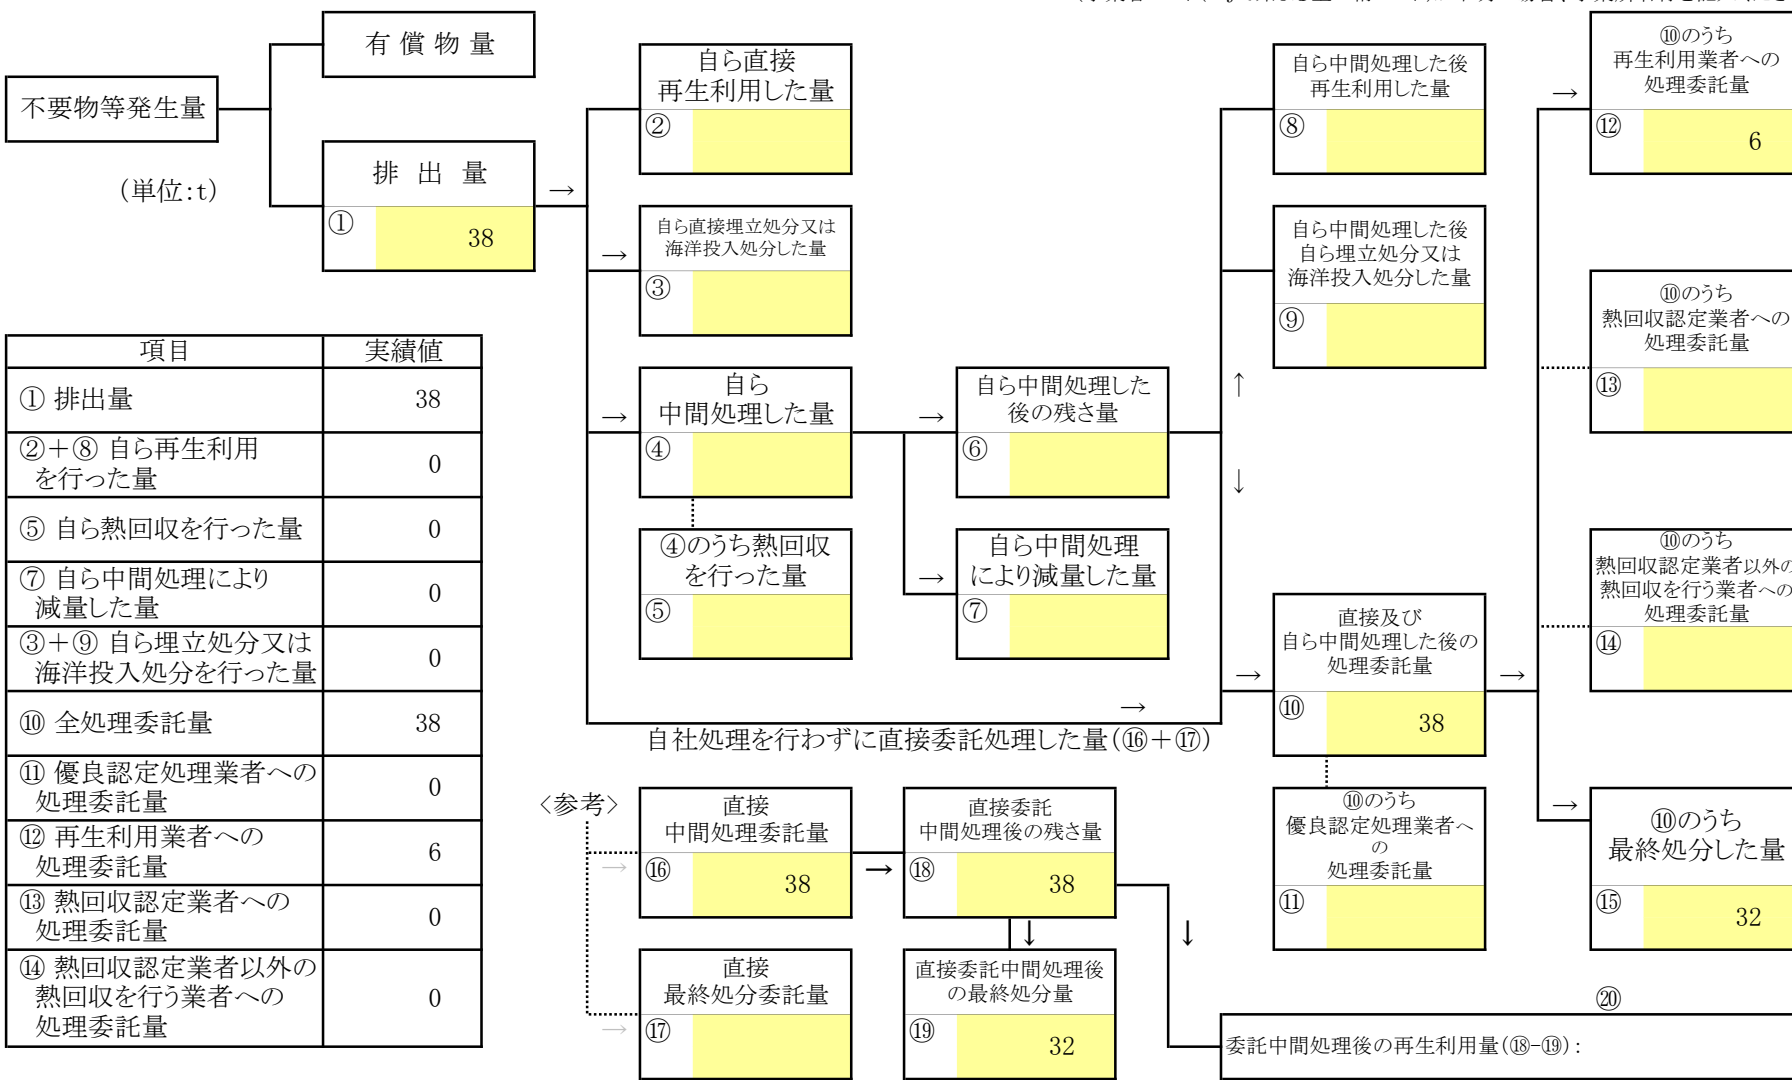 有 償 物 量
不要物等発生量
(単位:t)
排 出 量
①
38
→
自ら直接
再生利用した量
②
→
自ら直接埋立処分又は
海洋投入処分した量
③
→
自ら
中間処理した量
④
④のうち熱回収
を行った量
⑤
→
自ら中間処理した
後の残さ量
⑥
→
自ら中間処理
により減量した量
⑦
自ら中間処理した後
再生利用した量
⑧
自ら中間処理した後
自ら埋立処分又は
海洋投入処分した量
⑨
↑
↓
→
自社処理を行わずに直接委託処理した量(⑯+⑰)
→
直接及び
自ら中間処理した後の
処理委託量
⑩
38
→
⑩のうち
優良認定処理業者へ
の
処理委託量
⑪
→
⑩のうち
再生利用業者への
処理委託量
⑫
6
⑩のうち
熱回収認定業者への
処理委託量
⑬
⑩のうち
熱回収認定業者以外の
熱回収を行う業者への
処理委託量
⑭
→
⑩のうち
最終処分した量
⑮
32
項目 実績値
① 排出量 38
②+⑧ 自ら再生利用
を行った量 0
⑤ 自ら熱回収を行った量 0
⑦ 自ら中間処理により
減量した量 0
③+⑨ 自ら埋立処分又は
海洋投入処分を行った量 0
⑩ 全処理委託量 38
⑪ 優良認定処理業者への
処理委託量 0
⑫ 再生利用業者への
処理委託量 6
⑬ 熱回収認定業者への
処理委託量 0
⑭ 熱回収認定業者以外の
熱回収を行う業者への
処理委託量 0
〈参考〉
→
直接
中間処理委託量
⑯
38
→
直接委託
中間処理後の残さ量
⑱
38
→
直接
最終処分委託量
⑰
↓
直接委託中間処理後
の最終処分量
⑲
32
↓
⑳
委託中間処理後の再生利用量(⑱-⑲):